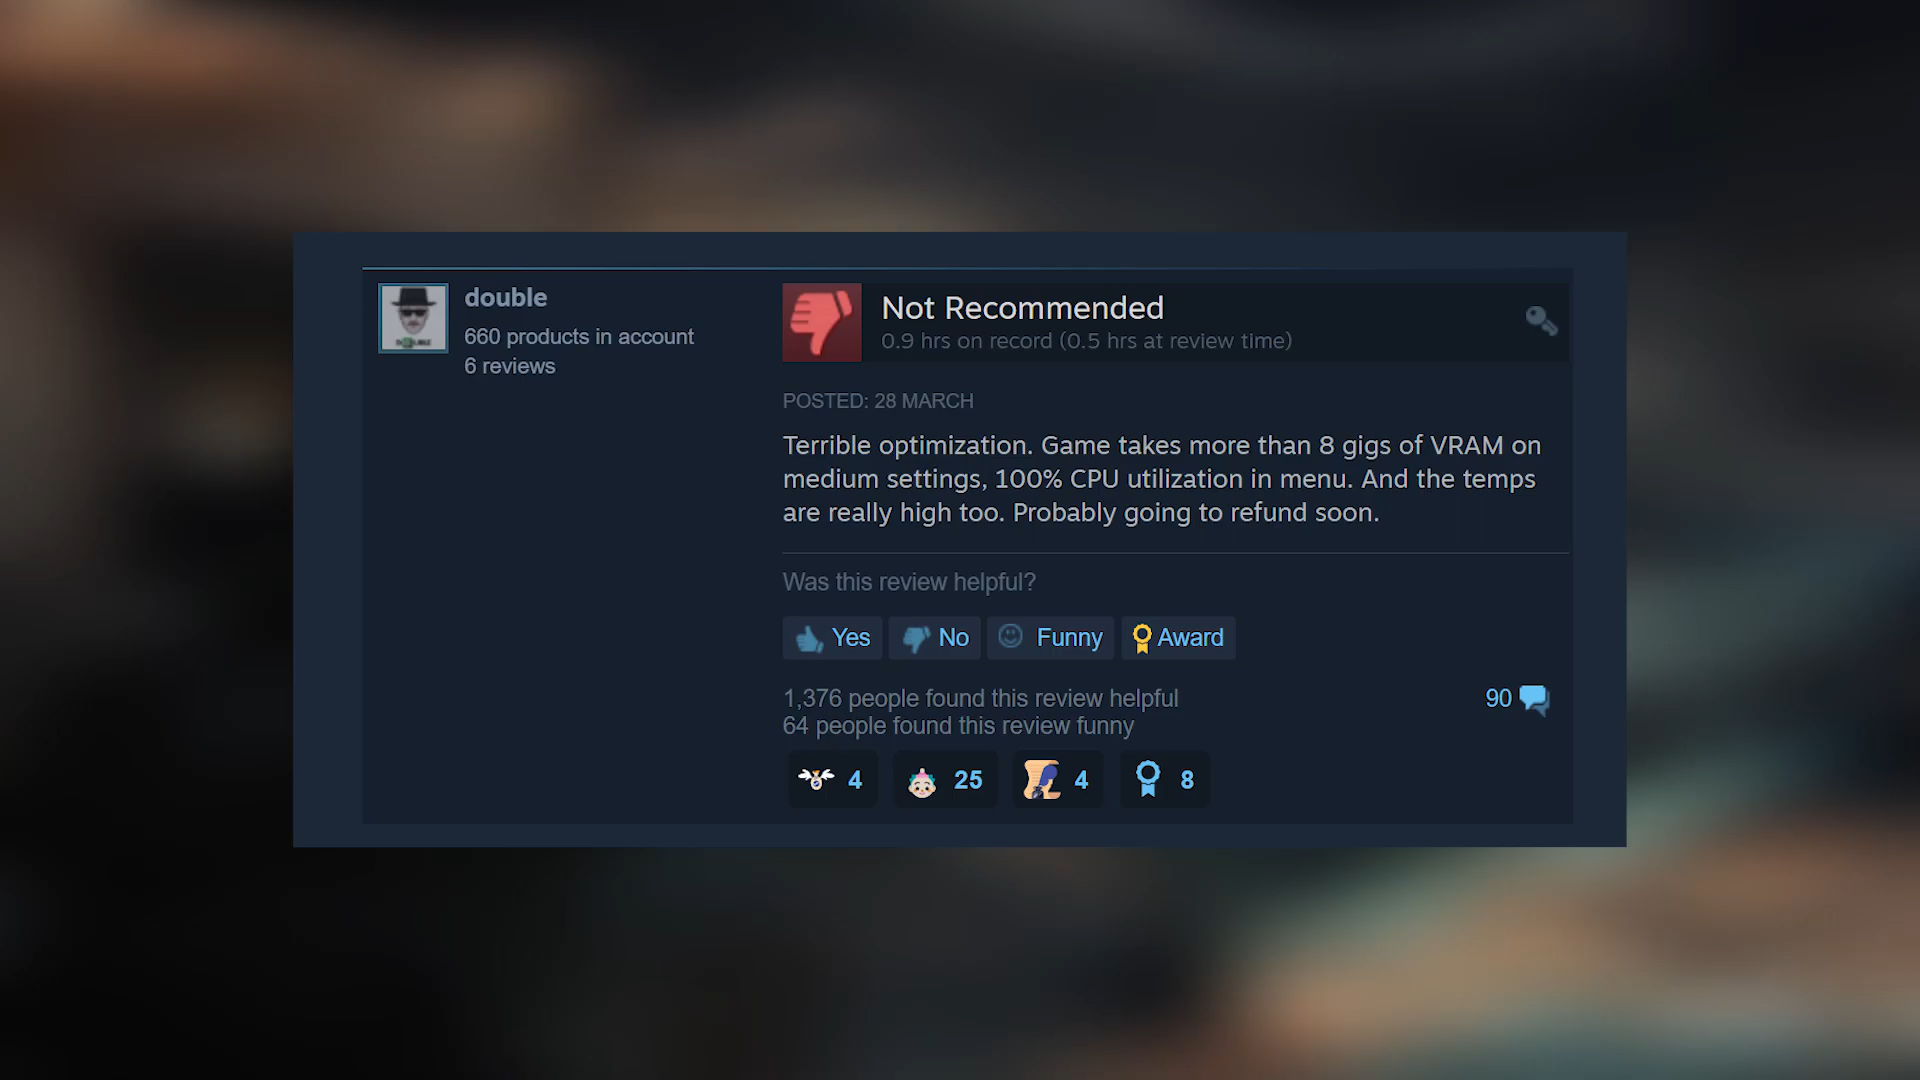 double
660 products in account
6 reviews
Not Recommended
0.9 hrs on record (0.5 hrs at review time)
POSTED: 28 MARCH
Terrible optimization. Game takes more than 8 gigs of VRAM on
medium settings, 100% CPU utilization in menu. And the temps
are really high too. Probably going to refund soon.
Was this review helpful?
Yes
No
Funny
Award
1,376 people found this review helpful
90
64 people found this review funny
4
25
4
8